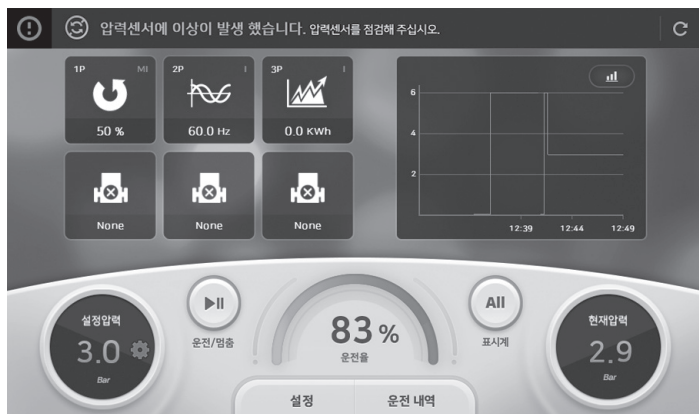 압력센서에 이상이 발생 했습니다. 압력센서를 점검해 주십시오.
1P MI
50 %
2P I
60.0 Hz
3P I
0.0 KWh
None
None
None
6
4
2
12:39 12:44 12:49
설정압력
3.0
Bar
운전/멈춤
83 %
운전율
All
표시계
현재압력
2.9
Bar
설정
운전 내역